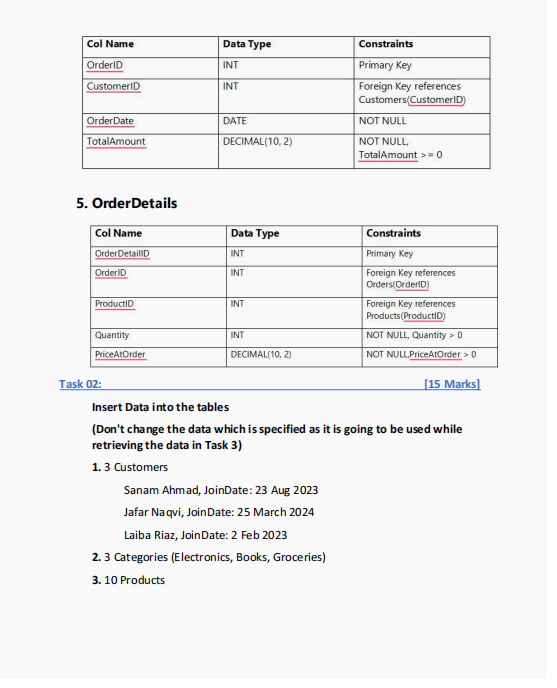 Col Name Data Type Constraints
OrderID INT Primary Key
CustomerID INT Foreign Key references
Customers(CustomerID)
OrderDate DATE NOT NULL
TotalAmount DECIMAL(10, 2) NOT NULL,
TotalAmount >= 0
5. OrderDetails
Col Name Data Type Constraints
OrderDetailID INT Primary Key
OrderID INT Foreign Key references
Orders(OrderID)
ProductID INT Foreign Key references
Products(ProductID)
Quantity INT NOT NULL, Quantity > 0
PriceAtOrder DECIMAL(10, 2) NOT NULL,PriceAtOrder > 0
Task 02: [15 Marks]
Insert Data into the tables
(Don't change the data which is specified as it is going to be used while
retrieving the data in Task 3)
1. 3 Customers
Sanam Ahmad, JoinDate: 23 Aug 2023
Jafar Naqvi, JoinDate: 25 March 2024
Laiba Riaz, JoinDate: 2 Feb 2023
2. 3 Categories (Electronics, Books, Groceries)
3. 10 Products